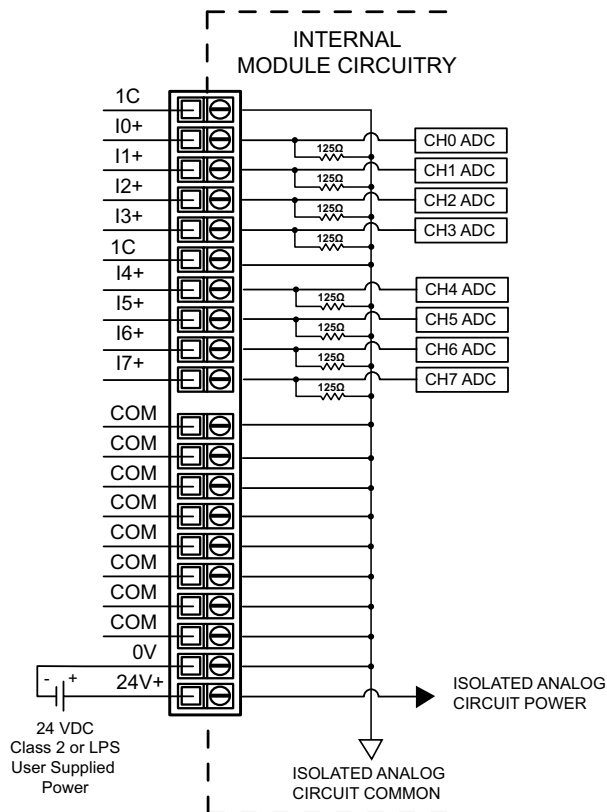 INTERNAL
MODULE CIRCUITRY
1C
I0+
125Ω
CH0 ADC
I1+
125Ω
CH1 ADC
I2+
125Ω
CH2 ADC
I3+
125Ω
CH3 ADC
1C
I4+
125Ω
CH4 ADC
I5+
125Ω
CH5 ADC
I6+
125Ω
CH6 ADC
I7+
125Ω
CH7 ADC
COM
COM
COM
COM
COM
COM
COM
COM
0V
- +
24V+
24 VDC
Class 2 or LPS
User Supplied
Power
ISOLATED ANALOG
CIRCUIT POWER
ISOLATED ANALOG
CIRCUIT COMMON